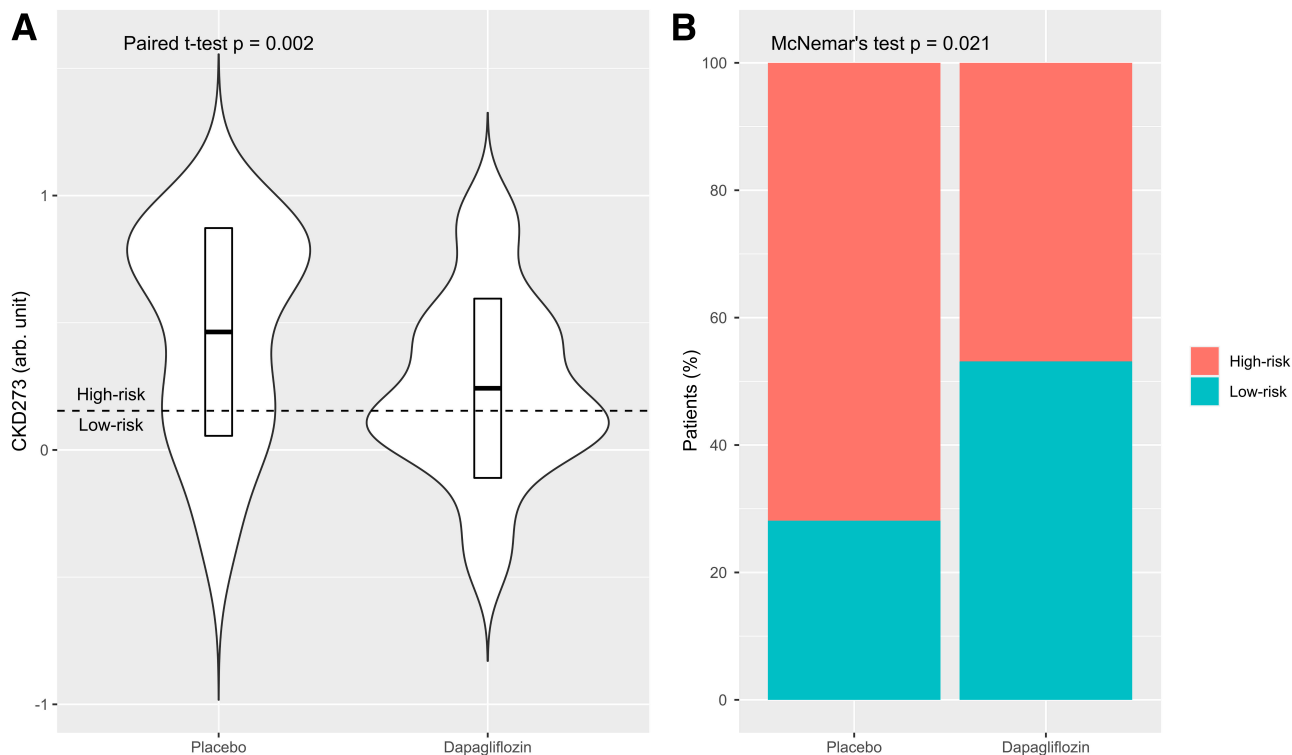 A
Paired t-test p = 0.002
CKD273 (arb. unit)
1
0
-1
High-risk
Low-risk
Placebo
Dapagliflozin
B
McNemar's test p = 0.021
Patients (%)
100
80
60
40
20
0
Placebo
Dapagliflozin
High-risk
Low-risk